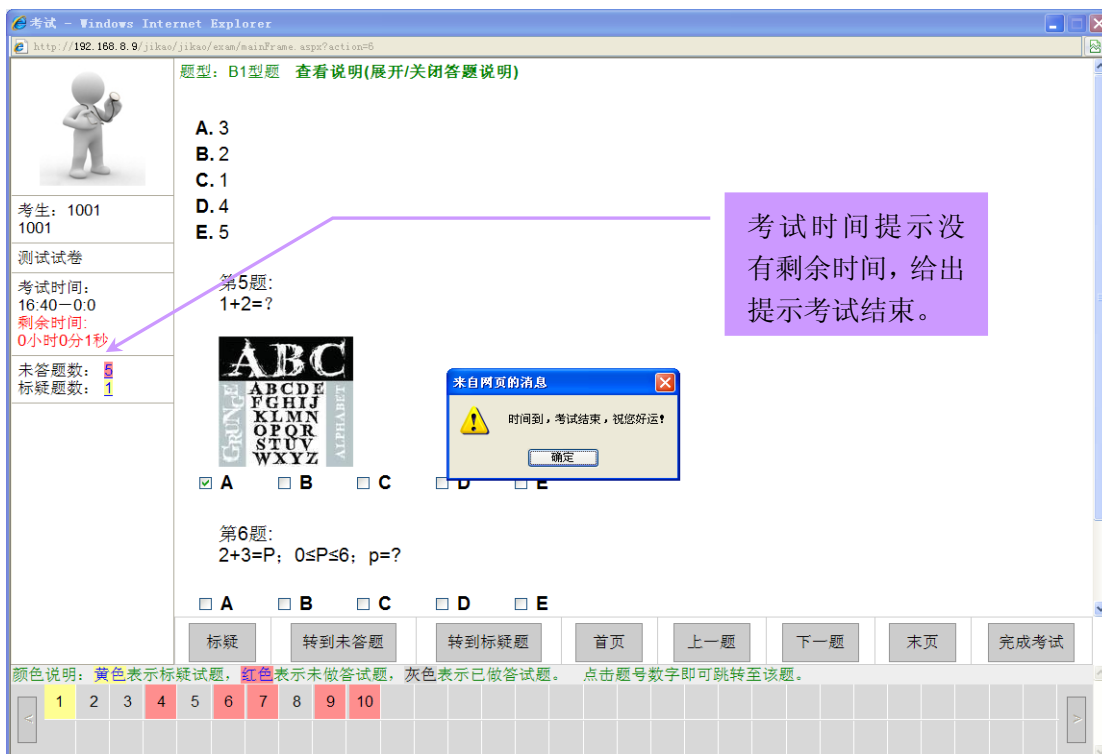 考试 - Windows Internet Explorer
http://192.168.8.9/jikao/jikao/exam/mainFrame.aspx?action=6
考生：1001
1001
测试试卷
考试时间：
16:40－0:0
剩余时间:
0小时0分1秒
未答题数： 5
标疑题数： 1
题型：B1型题 查看说明(展开/关闭答题说明)
A. 3
B. 2
C. 1
D. 4
E. 5
第5题:
1+2=?
ABC
GRUNGE
ABCDE
FGHIJ
KLMN
OPQR
STUV
WXYZ
ALPHABET
A B C D E
第6题:
2+3=P；0≤P≤6；p=?
A B C D E
考试时间提示没
有剩余时间，给出
提示考试结束。
来自网页的消息
时间到，考试结束，祝您好运!
确定
标疑 转到未答题 转到标疑题 首页 上一题 下一题 末页 完成考试
颜色说明：黄色表示标疑试题，红色表示未做答试题，灰色表示已做答试题。 点击题号数字即可跳转至该题。
< 1 2 3 4 5 6 7 8 9 10 >